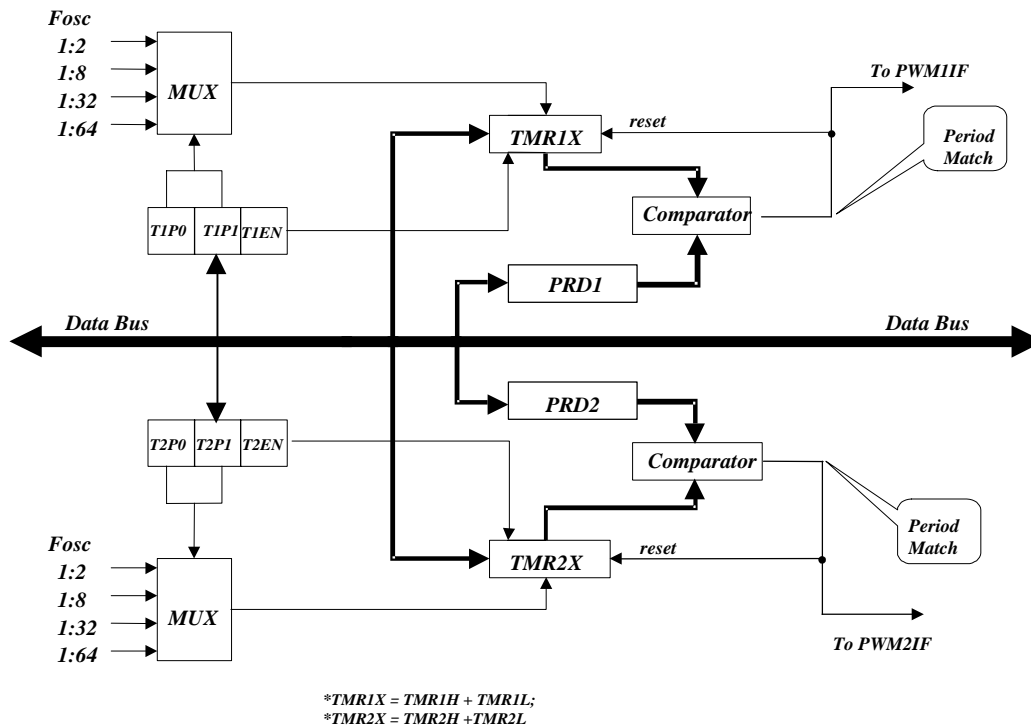 Fosc
1:2
1:8
1:32
1:64
MUX
To PWM1IF
TMR1X
reset
Period
Match
T1P0 T1P1 T1EN
Comparator
PRD1
Data Bus
Data Bus
PRD2
T2P0 T2P1 T2EN
Comparator
Period
Match
Fosc
1:2
1:8
1:32
1:64
MUX
TMR2X
reset
To PWM2IF
*TMR1X = TMR1H + TMR1L;
*TMR2X = TMR2H +TMR2L